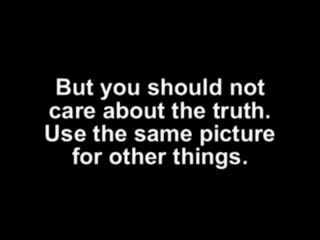 But you should not
care about the truth.
Use the same picture
for other things.